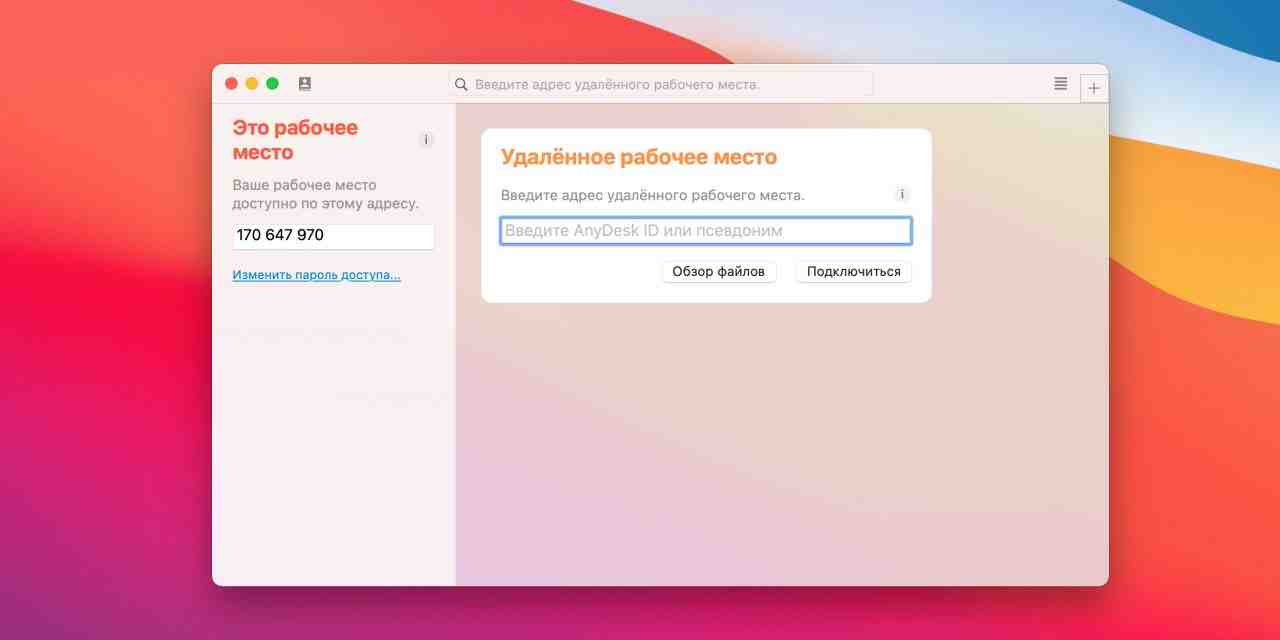 Введите адрес удалённого рабочего места.
Это рабочее
место
Ваше рабочее место
доступно по этому адресу.
170 647 970
Изменить пароль доступа...
Удалённое рабочее место
Введите адрес удалённого рабочего места.
Введите AnyDesk ID или псевдоним
Обзор файлов
Подключиться